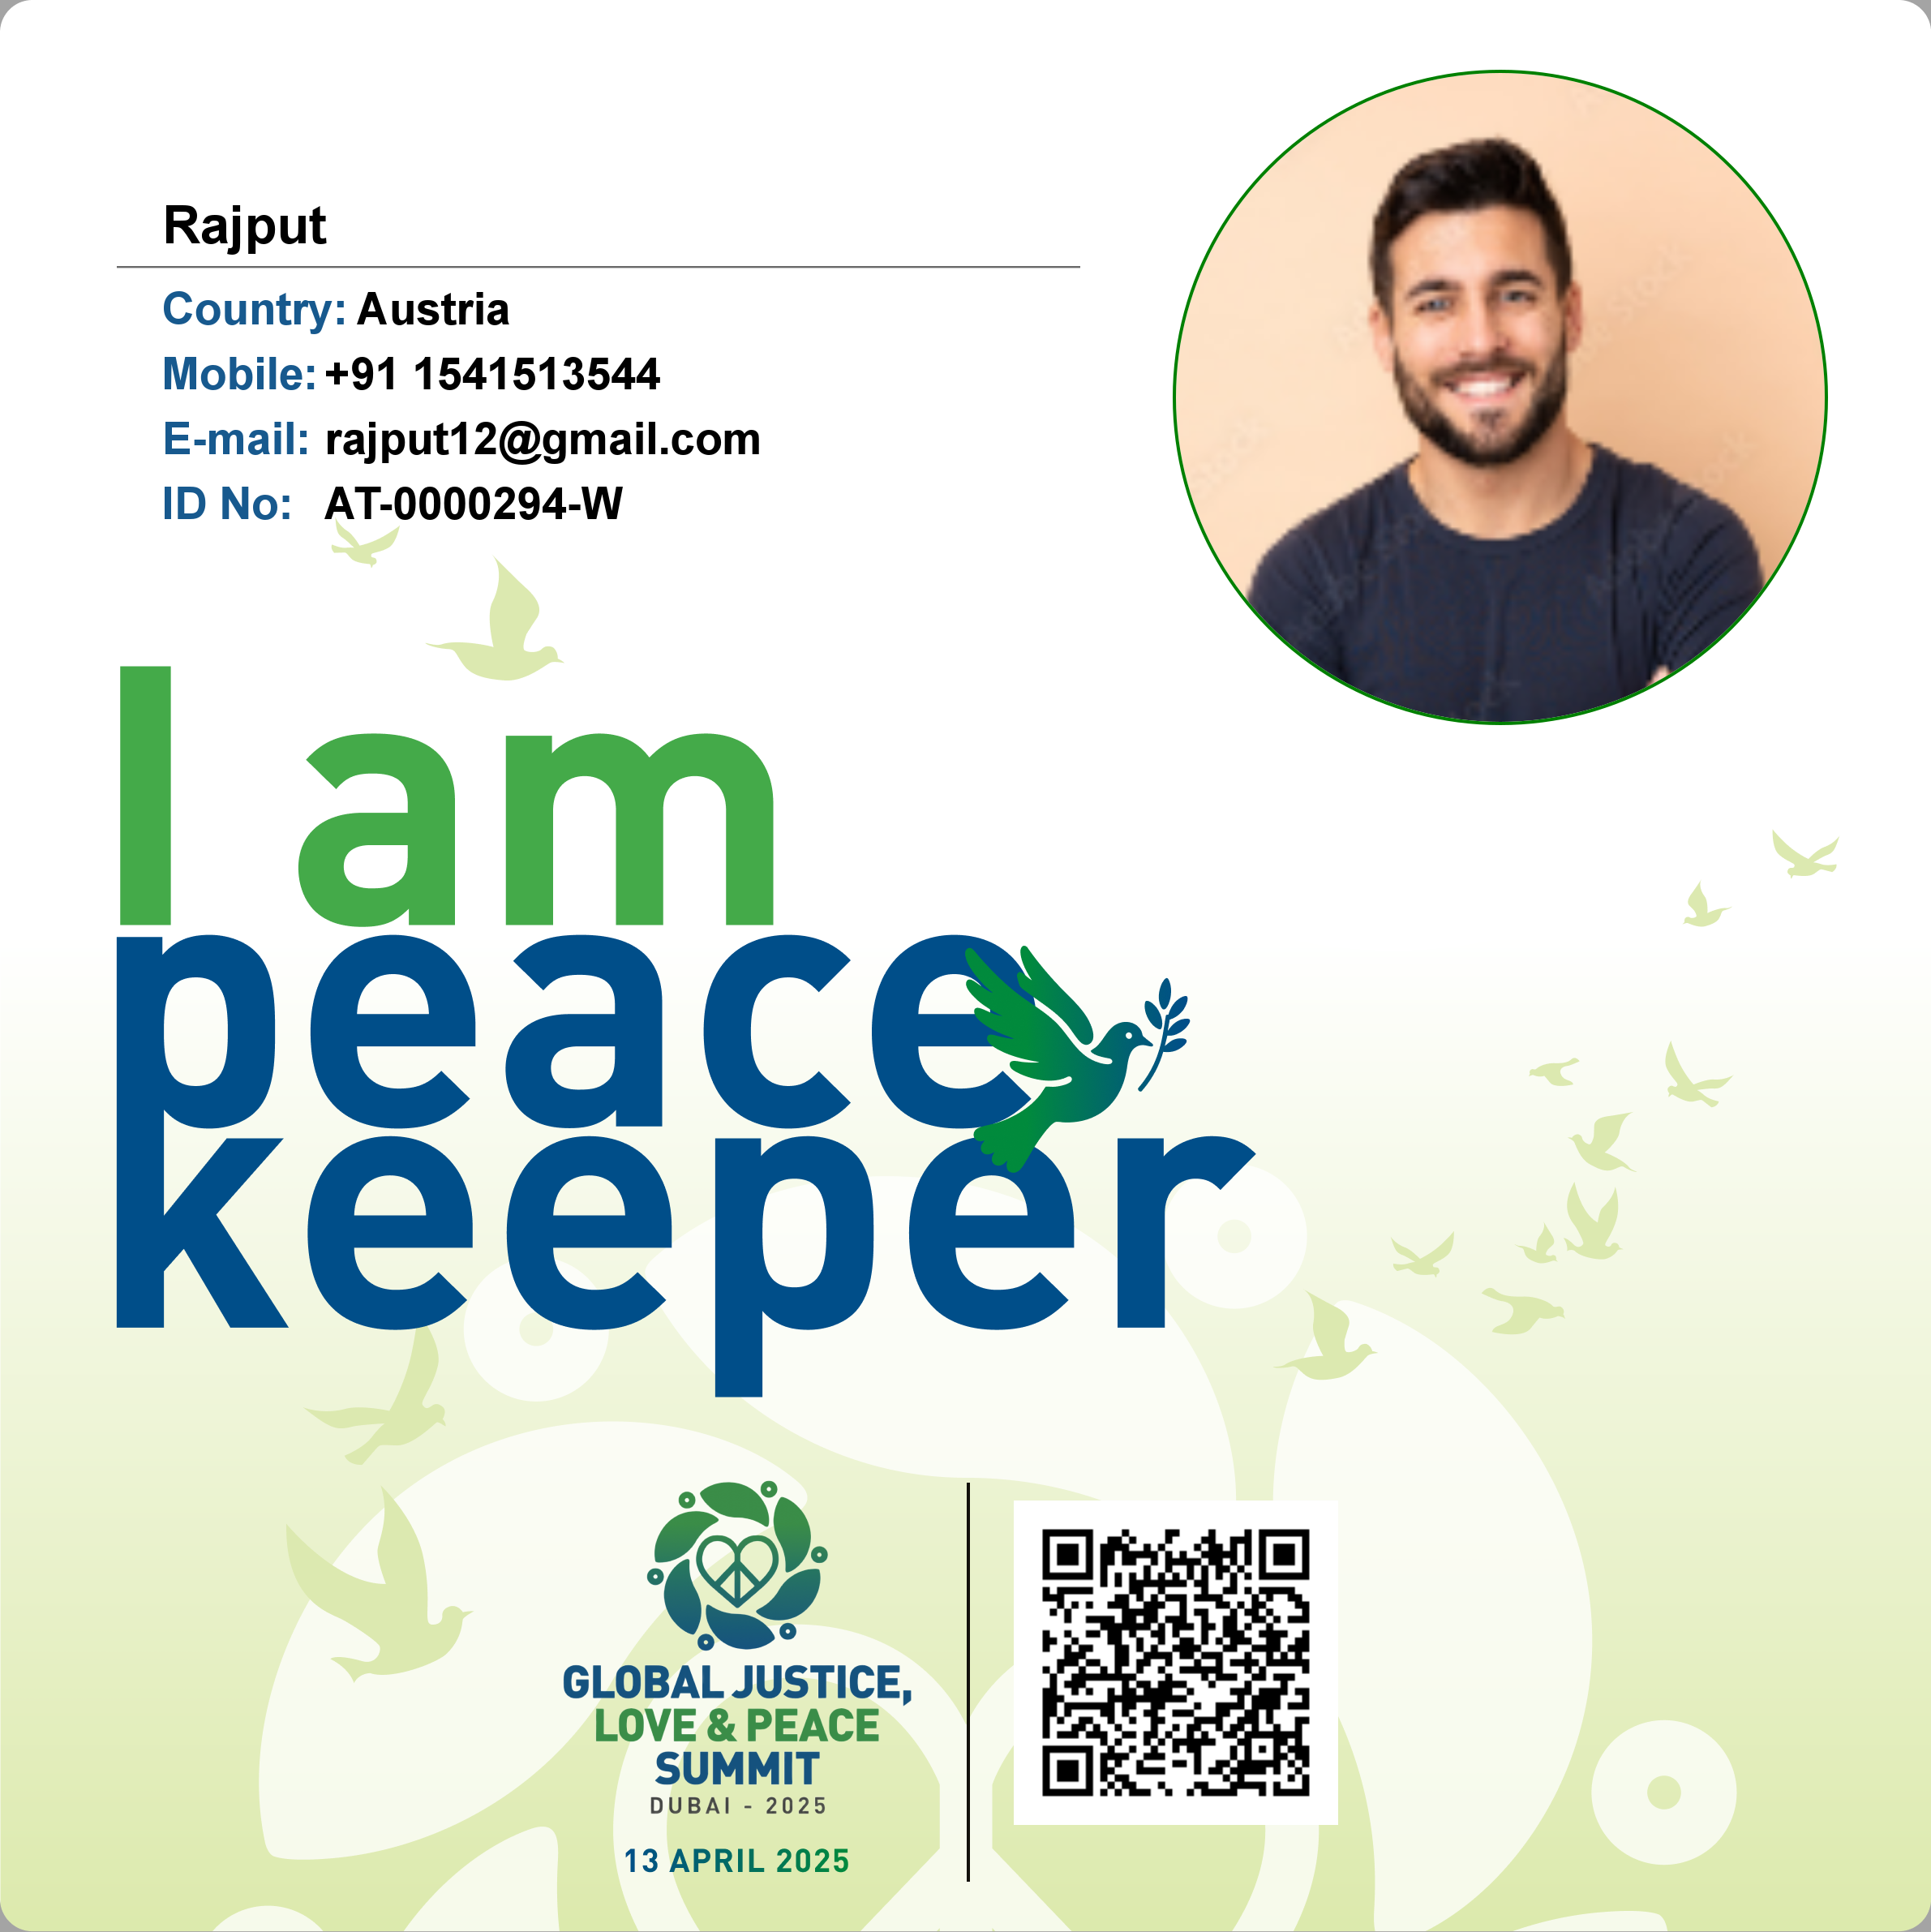 Rajput
Country: Austria
Mobile: +91 1541513544
E-mail: rajput12@gmail.com
ID No: AT-0000294-W
I am
peace
keeper
GLOBAL JUSTICE,
LOVE & PEACE
SUMMIT
DUBAI - 2025
13 APRIL 2025